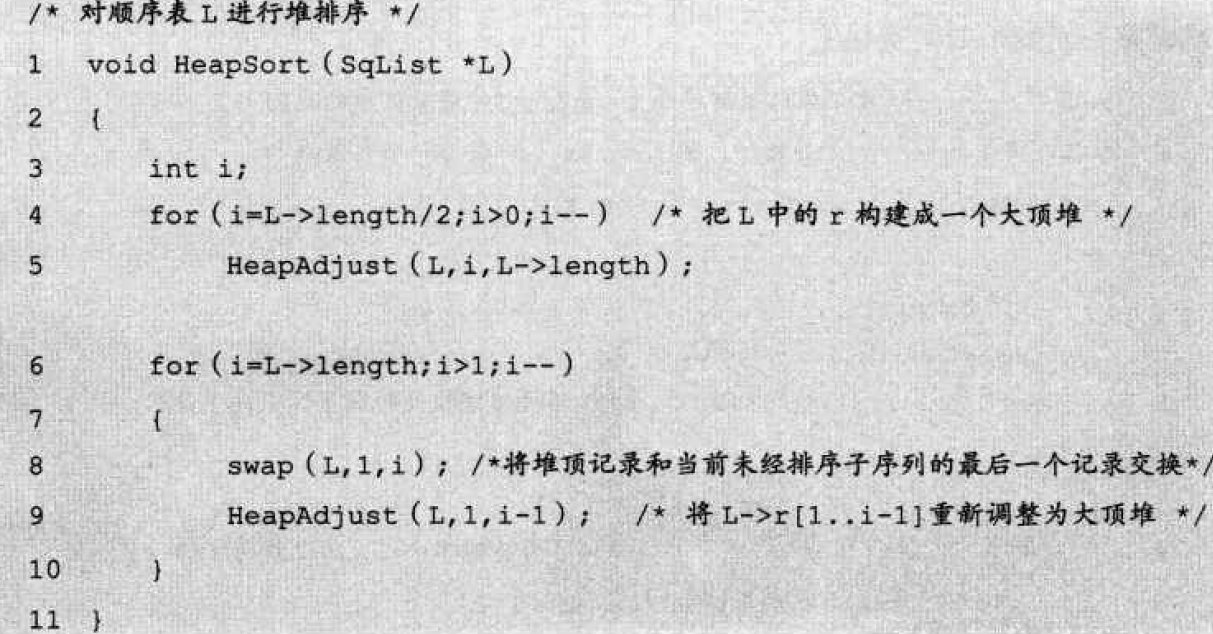 /* 对顺序表 L 进行堆排序 */
1 void HeapSort(SqList *L)
2 {
3 int i;
4 for(i=L->length/2;i>0;i--) /* 把 L 中的 r 构建成一个大顶堆 */
5 HeapAdjust(L,i,L->length);
6 for(i=L->length;i>1;i--)
7 {
8 swap(L,1,i); /*将堆顶记录和当前未经排序子序列的最后一个记录交换*/
9 HeapAdjust(L,1,i-1); /* 将 L->r[1..i-1]重新调整为大顶堆 */
10 }
11 }